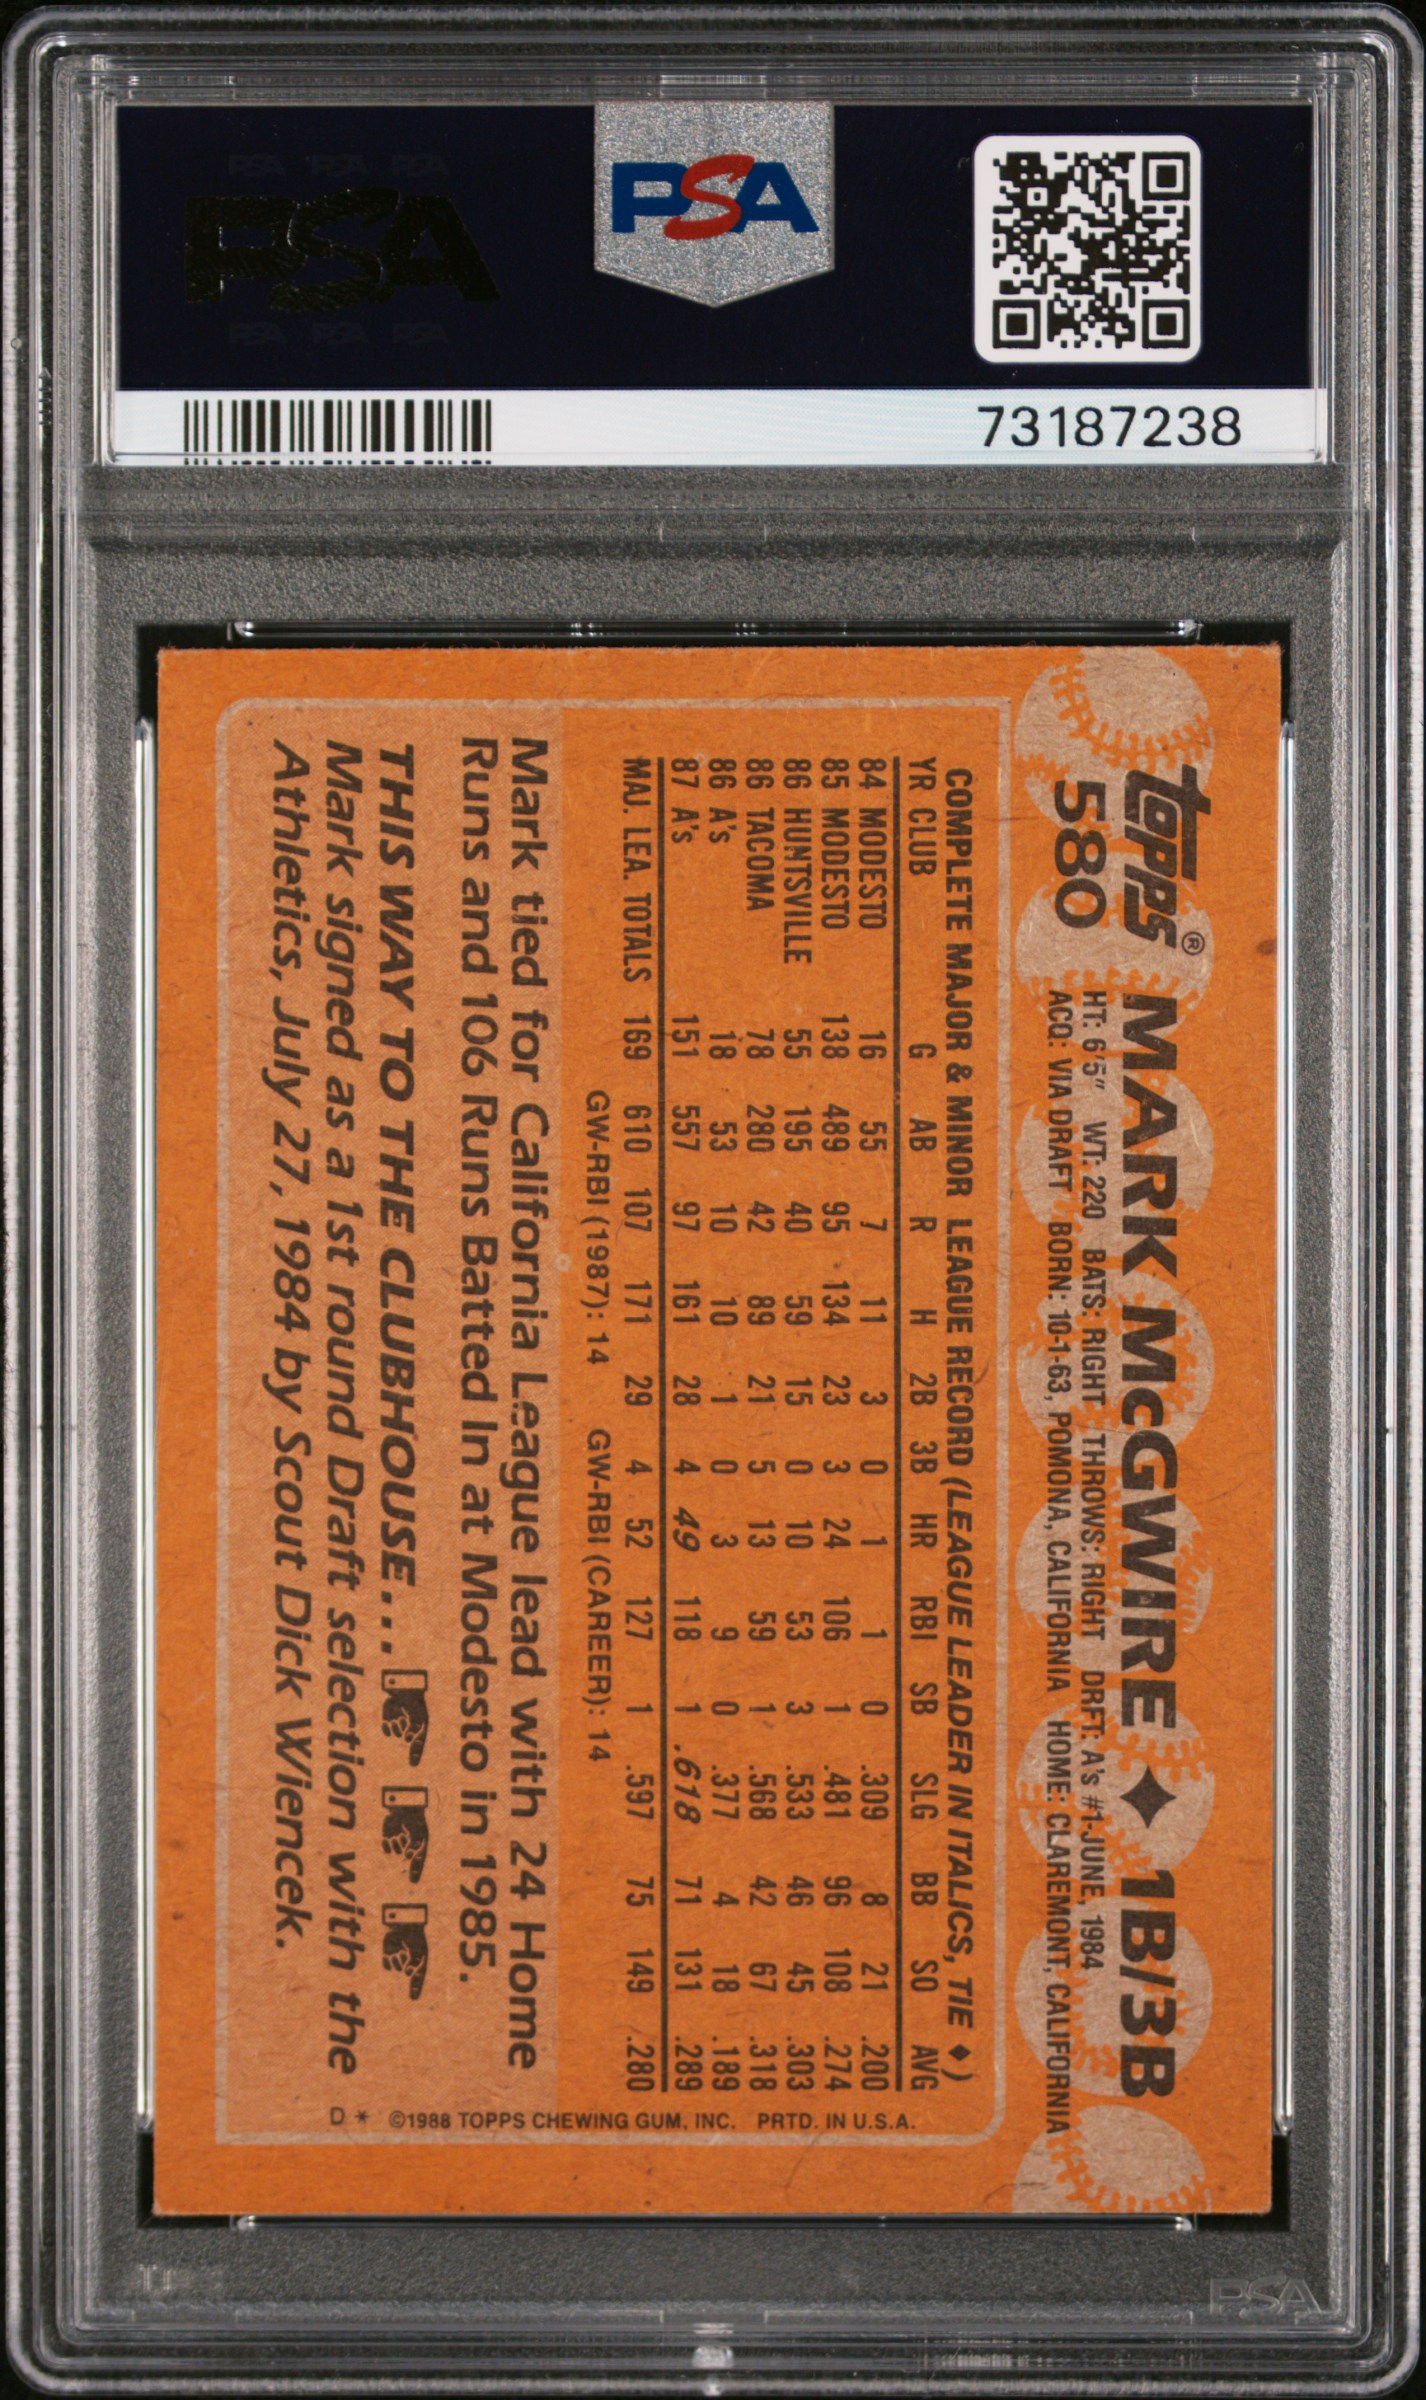 PSA
PSA
73187238
topps® MARK McGWIRE ◆ 1B/3B
580 HT: 6'5" WT: 220 BATS: RIGHT THROWS: RIGHT DRFT: A's #1-JUNE, 1984
ACQ: VIA DRAFT BORN: 10-1-63, POMONA, CALIFORNIA HOME: CLAREMONT, CALIFORNIA
COMPLETE MAJOR & MINOR LEAGUE RECORD (LEAGUE LEADER IN ITALICS, TIE ♦)
YR CLUB G AB R H 2B 3B HR RBI SB SLG BB SO AVG
84 MODESTO 16 55 7 11 3 0 1 1 0 .309 8 21 .200
85 MODESTO 138 489 95 134 23 3 24 106 1 .481 96 108 .274
86 HUNTSVILLE 55 195 40 59 15 0 10 53 3 .533 46 45 .303
86 TACOMA 78 280 42 89 21 5 13 59 1 .568 42 67 .318
86 A's 18 53 10 10 1 0 3 9 0 .377 4 18 .189
87 A's 151 557 97 161 28 4 49 118 1 .618 71 131 .289
MAJ. LEA. TOTALS 169 610 107 171 29 4 52 127 1 .597 75 149 .280
GW-RBI (1987): 14 GW-RBI (CAREER): 14
Mark tied for California League lead with 24 Home
Runs and 106 Runs Batted In at Modesto in 1985.
THIS WAY TO THE CLUBHOUSE...
Mark signed as a 1st round Draft selection with the
Athletics, July 27, 1984 by Scout Dick Wiencek.
D * ©1988 TOPPS CHEWING GUM, INC. PRTD. IN U.S.A.
PSA